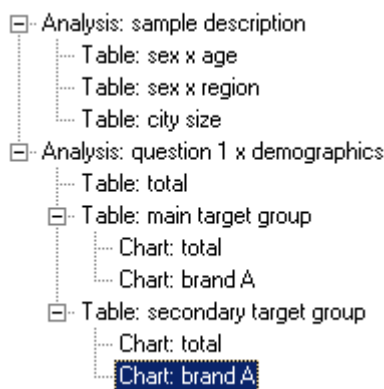 Analysis: sample description
Table: sex x age
Table: sex x region
Table: city size
Analysis: question 1 x demographics
Table: total
Table: main target group
Chart: total
Chart: brand A
Table: secondary target group
Chart: total
Chart: brand A